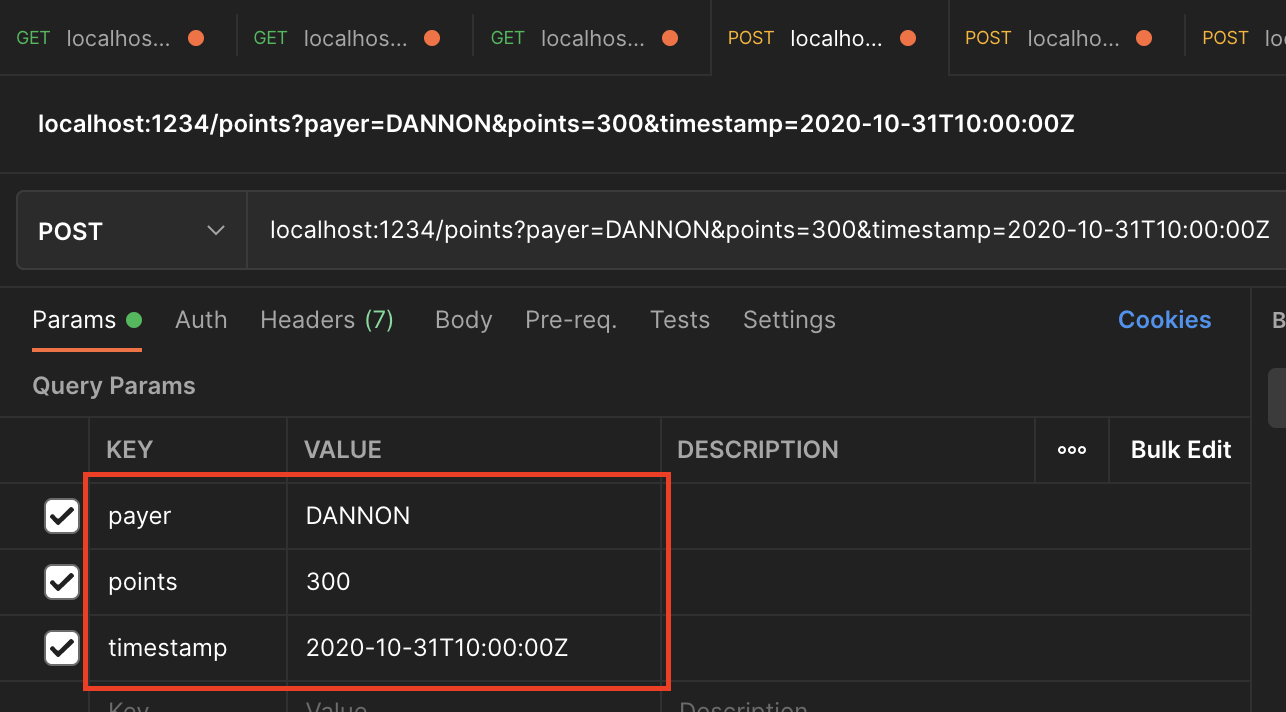 GET localhos... GET localhos... GET localhos... POST localho... POST localho... POST loc
localhost:1234/points?payer=DANNON&points=300&timestamp=2020-10-31T10:00:00Z
POST localhost:1234/points?payer=DANNON&points=300&timestamp=2020-10-31T10:00:00Z
Params Auth Headers (7) Body Pre-req. Tests Settings Cookies B
Query Params
KEY VALUE DESCRIPTION ooo Bulk Edit
payer DANNON
points 300
timestamp 2020-10-31T10:00:00Z
Key Value Description